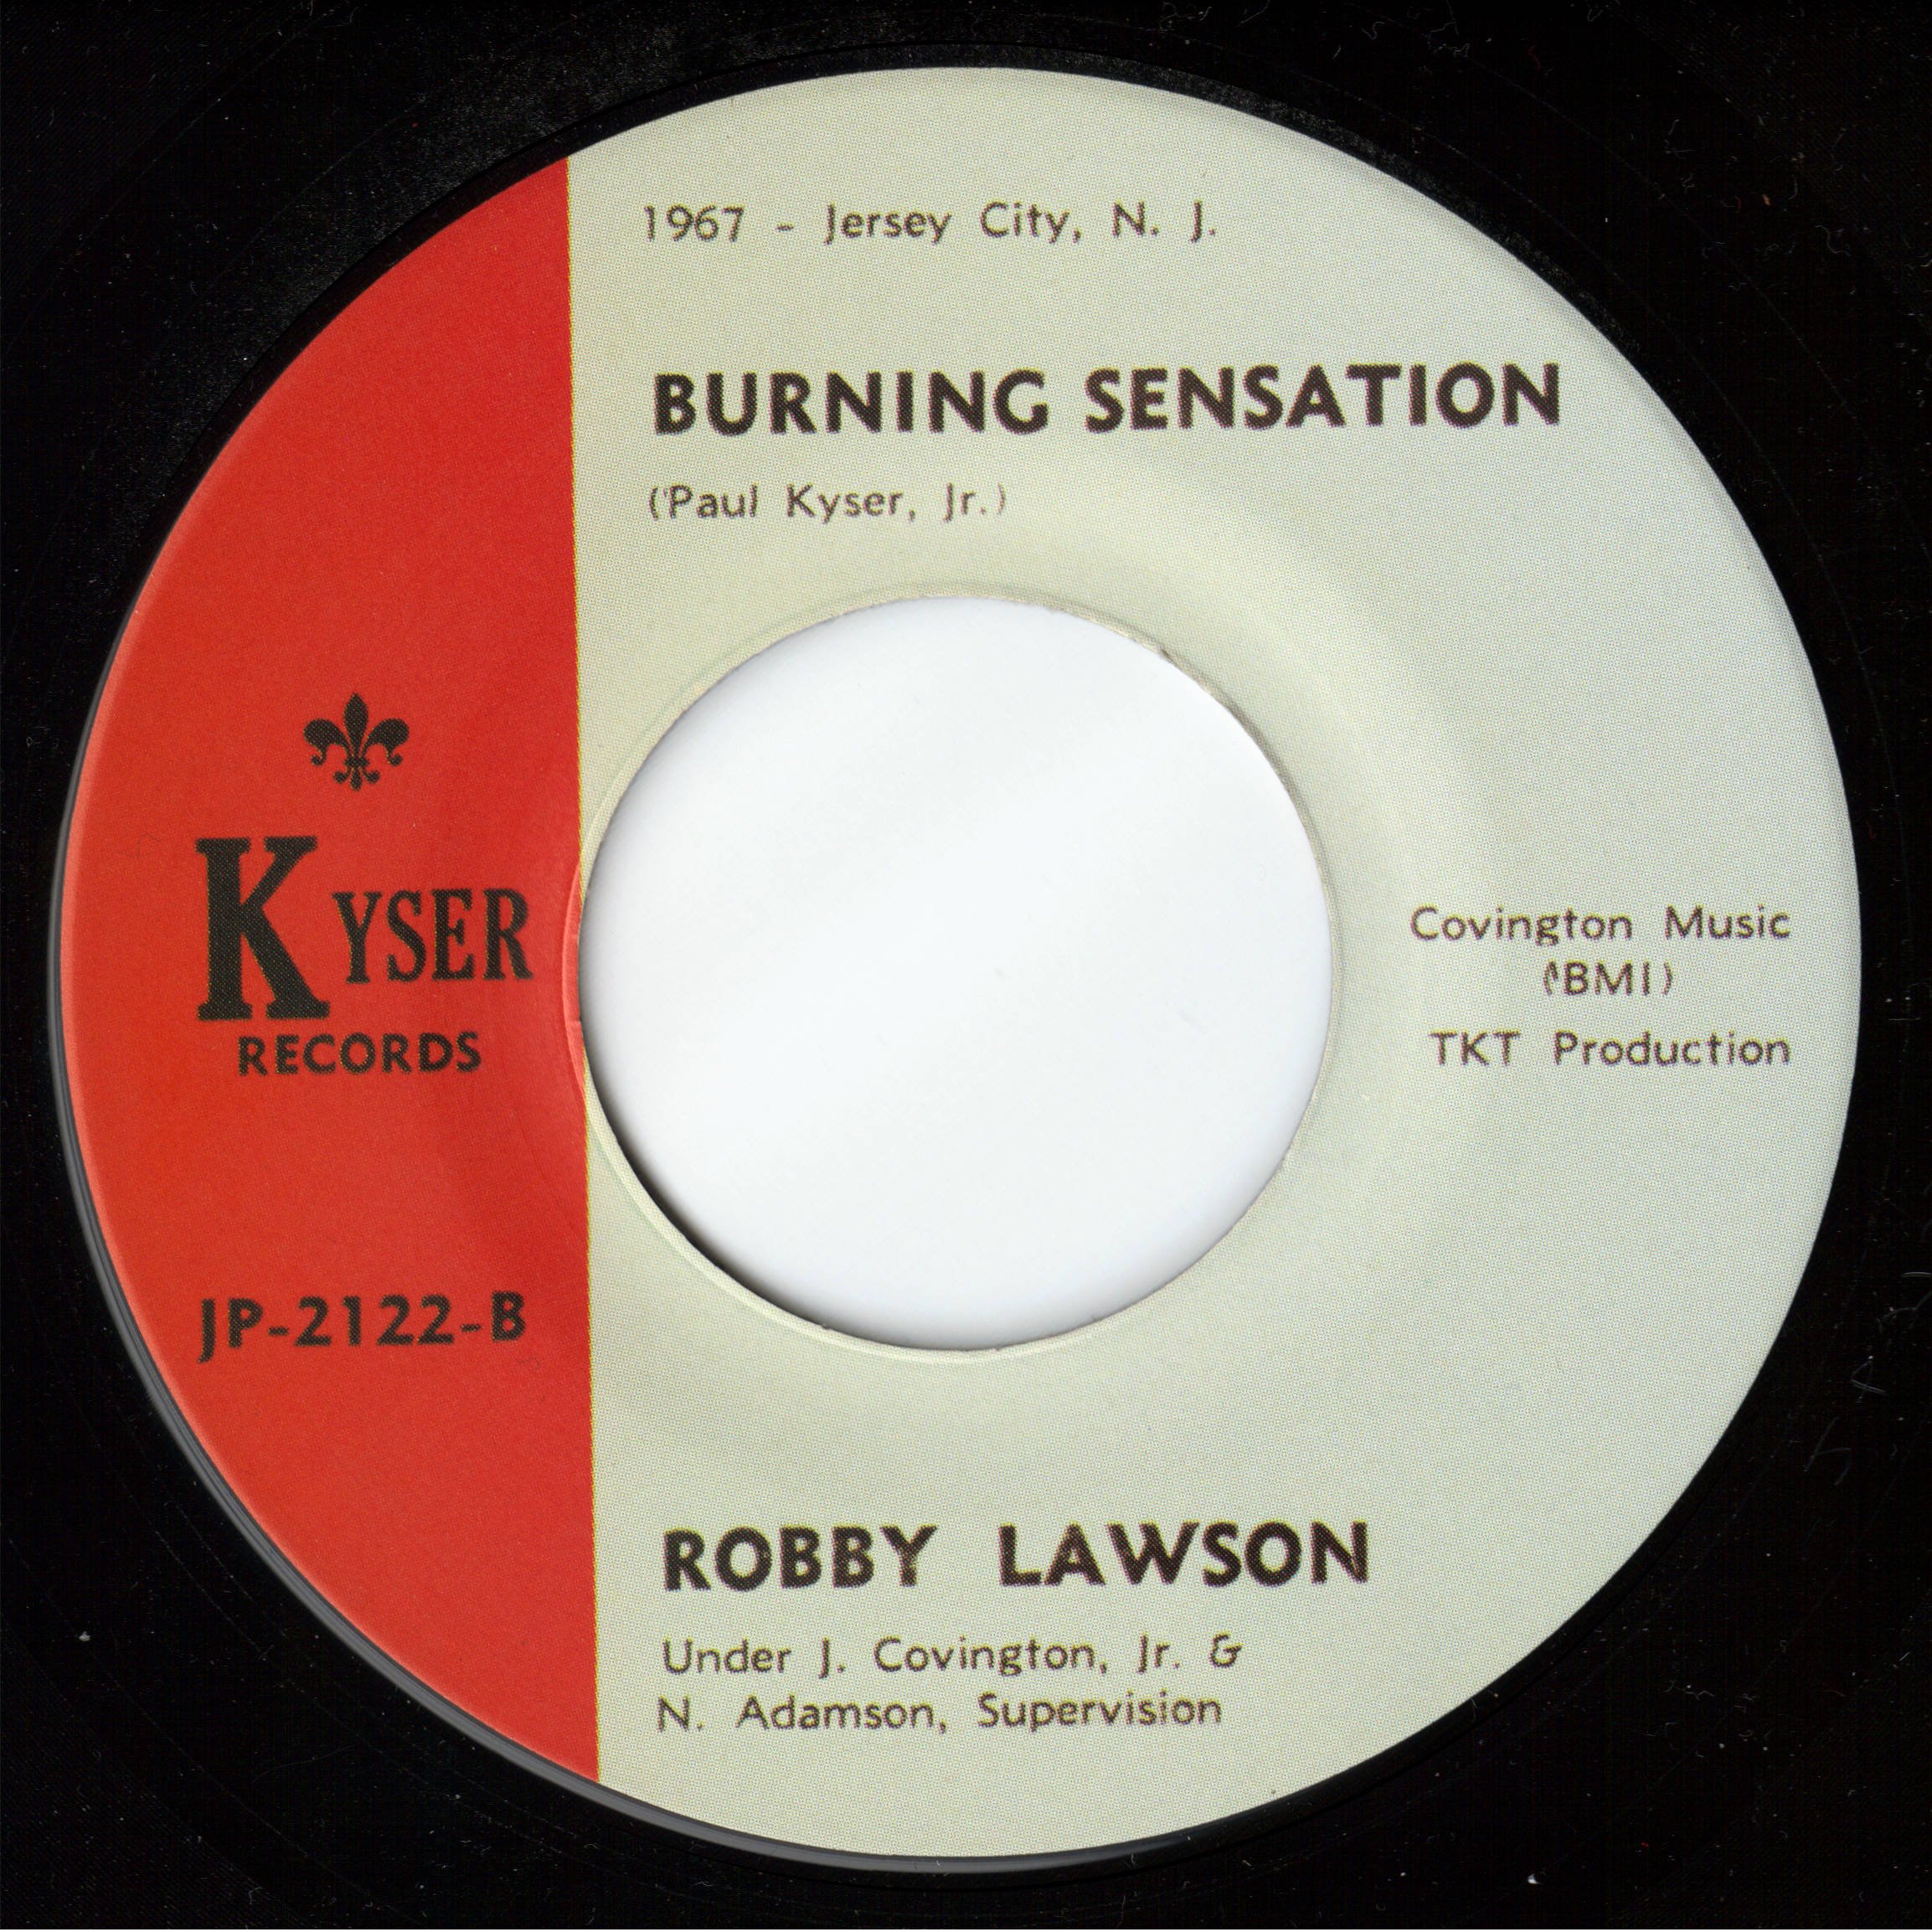 1967 - Jersey City, N. J.
BURNING SENSATION
(Paul Kyser, Jr.)
KYSER
RECORDS
JP-2122-B
Covington Music
(BMI)
TKT Production
ROBBY LAWSON
Under J. Covington, Jr. &
N. Adamson, Supervision